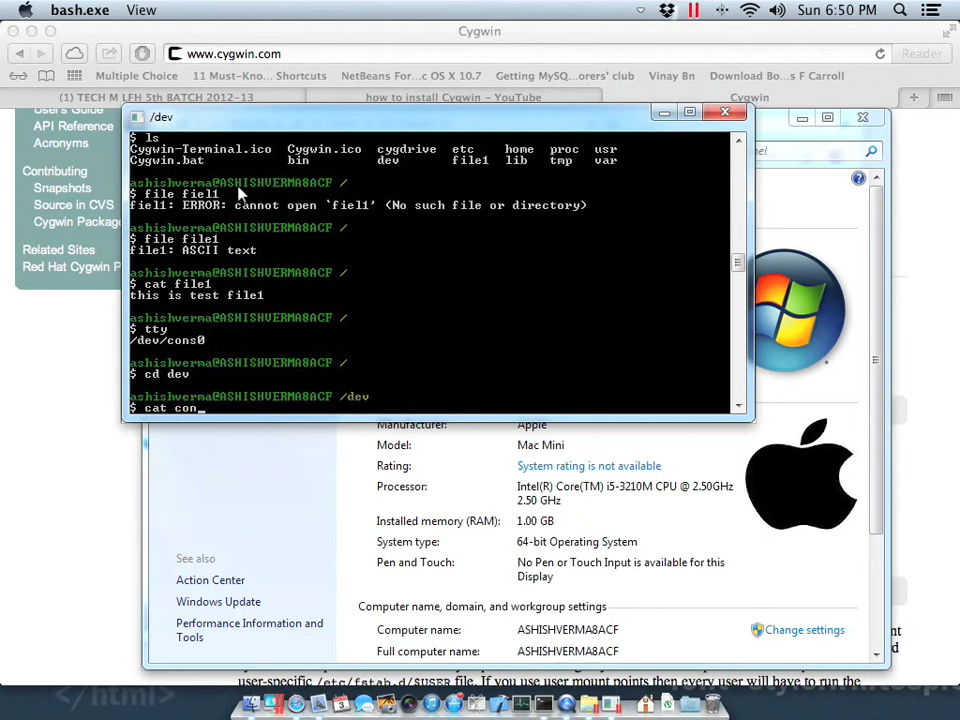 bash.exe View Sun 6:50 PM
Cygwin
www.cygwin.com Reader
Multiple Choice 11 Must-Kno... Shortcuts NetBeans For...c OS X 10.7 Getting MySQ...orers' club Vinay Bn Download Bo...s F Carroll
(1) TECH M LFH 5th BATCH 2012-13 how to install Cygwin - YouTube Cygwin
User's Guide
API Reference
Acronyms
Contributing
Snapshots
Source in CVS
Cygwin Package
Related Sites
Red Hat Cygwin P
/dev
$ ls
Cygwin-Terminal.ico Cygwin.ico cygdrive etc home proc usr
Cygwin.bat bin dev file1 lib tmp var
ashishverma@ASHISHVERMA8ACF /
$ file fiel1
fiel1: ERROR: cannot open `fiel1' (No such file or directory)
ashishverma@ASHISHVERMA8ACF /
$ file file1
file1: ASCII text
ashishverma@ASHISHVERMA8ACF /
$ cat file1
this is test file1
ashishverma@ASHISHVERMA8ACF /
$ tty
/dev/cons0
ashishverma@ASHISHVERMA8ACF /
$ cd dev
ashishverma@ASHISHVERMA8ACF /dev
$ cat con_
nel
Manufacturer: Apple
Model: Mac Mini
Rating: System rating is not available
Processor: Intel(R) Core(TM) i5-3210M CPU @ 2.50GHz
2.50 GHz
Installed memory (RAM): 1.00 GB
System type: 64-bit Operating System
Pen and Touch: No Pen or Touch Input is available for this
Display
See also
Action Center
Windows Update
Performance Information and
Tools
Computer name, domain, and workgroup settings
Computer name: ASHISHVERMA8ACF
Change settings
Full computer name: ASHISHVERMA8ACF
user-specific /etc/fstab.d/$USER file. If you use user mount points then every user will have to run the
</html>